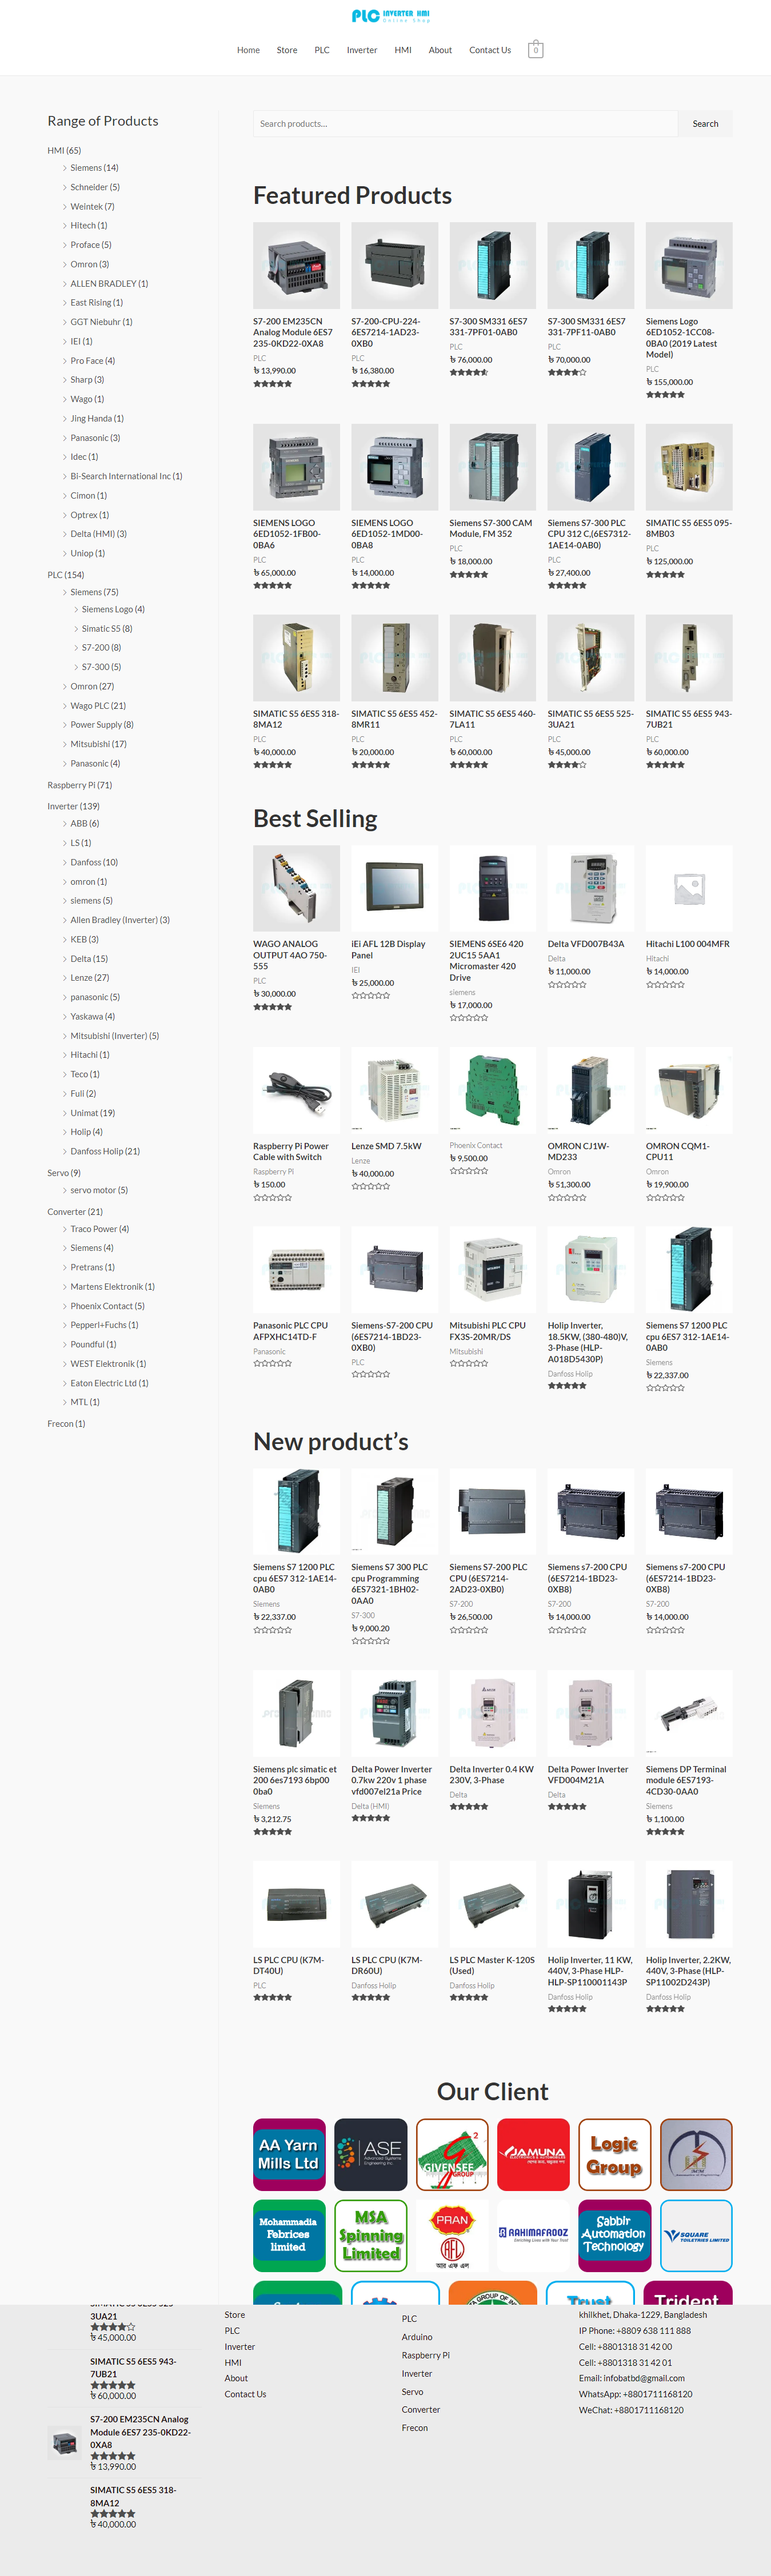 PLC INVERTER HMI
Online Shop
Home Store PLC Inverter HMI About Contact Us 0
Range of Products
HMI (65)
Siemens (14)
Schneider (5)
Weintek (7)
Hitech (1)
Proface (5)
Omron (3)
ALLEN BRADLEY (1)
East Rising (1)
GGT Niebuhr (1)
IEI (1)
Pro Face (4)
Sharp (3)
Wago (1)
Jing Handa (1)
Panasonic (3)
Idec (1)
Bi-Search International Inc (1)
Cimon (1)
Optrex (1)
Delta (HMI) (3)
Uniop (1)
PLC (154)
Siemens (75)
Siemens Logo (4)
Simatic S5 (8)
S7-200 (8)
S7-300 (5)
Omron (27)
Wago PLC (21)
Power Supply (8)
Mitsubishi (17)
Panasonic (4)
Raspberry Pi (71)
Inverter (139)
ABB (6)
LS (1)
Danfoss (10)
omron (1)
siemens (5)
Allen Bradley (Inverter) (3)
KEB (3)
Delta (15)
Lenze (27)
panasonic (5)
Yaskawa (4)
Mitsubishi (Inverter) (5)
Hitachi (1)
Teco (1)
Full (2)
Unimat (19)
Holip (4)
Danfoss Holip (21)
Servo (9)
servo motor (5)
Converter (21)
Traco Power (4)
Siemens (4)
Pretrans (1)
Martens Elektronik (1)
Phoenix Contact (5)
Pepperl+Fuchs (1)
Poundful (1)
WEST Elektronik (1)
Eaton Electric Ltd (1)
MTL (1)
Frecon (1)
Search products…
Search
Featured Products
S7-200 EM235CN
Analog Module 6ES7
235-0KD22-0XA8
PLC
৳ 13,990.00
S7-200-CPU-224-
6ES7214-1AD23-
0XB0
PLC
৳ 16,380.00
S7-300 SM331 6ES7
331-7PF01-0AB0
PLC
৳ 76,000.00
S7-300 SM331 6ES7
331-7PF11-0AB0
PLC
৳ 70,000.00
Siemens Logo
6ED1052-1CC08-
0BA0 (2019 Latest
Model)
PLC
৳ 155,000.00
SIEMENS LOGO
6ED1052-1FB00-
0BA6
PLC
৳ 65,000.00
SIEMENS LOGO
6ED1052-1MD00-
0BA8
PLC
৳ 14,000.00
Siemens S7-300 CAM
Module, FM 352
PLC
৳ 18,000.00
Siemens S7-300 PLC
CPU 312 C,(6ES7312-
1AE14-0AB0)
PLC
৳ 27,400.00
SIMATIC S5 6ES5 095-
8MB03
PLC
৳ 125,000.00
SIMATIC S5 6ES5 318-
8MA12
PLC
৳ 40,000.00
SIMATIC S5 6ES5 452-
8MR11
PLC
৳ 20,000.00
SIMATIC S5 6ES5 460-
7LA11
PLC
৳ 60,000.00
SIMATIC S5 6ES5 525-
3UA21
PLC
৳ 45,000.00
SIMATIC S5 6ES5 943-
7UB21
PLC
৳ 60,000.00
Best Selling
WAGO ANALOG
OUTPUT 4AO 750-
555
PLC
৳ 30,000.00
iEi AFL 12B Display
Panel
IEI
৳ 25,000.00
SIEMENS 6SE6 420
2UC15 5AA1
Micromaster 420
Drive
siemens
৳ 17,000.00
Delta VFD007B43A
Delta
৳ 11,000.00
Hitachi L100 004MFR
Hitachi
৳ 14,000.00
Raspberry Pi Power
Cable with Switch
Raspberry Pi
৳ 150.00
Lenze SMD 7.5kW
Lenze
৳ 40,000.00
Phoenix Contact
৳ 9,500.00
OMRON CJ1W-
MD233
Omron
৳ 51,300.00
OMRON CQM1-
CPU11
Omron
৳ 19,900.00
Panasonic PLC CPU
AFPXHC14TD-F
Panasonic
Siemens-S7-200 CPU
(6ES7214-1BD23-
0XB0)
PLC
Mitsubishi PLC CPU
FX3S-20MR/DS
Mitsubishi
Holip Inverter,
18.5KW, (380-480)V,
3-Phase (HLP-
A018D5430P)
Danfoss Holip
Siemens S7 1200 PLC
cpu 6ES7 312-1AE14-
0AB0
Siemens
৳ 22,337.00
New product’s
Siemens S7 1200 PLC
cpu 6ES7 312-1AE14-
0AB0
Siemens
৳ 22,337.00
Siemens S7 300 PLC
cpu Programming
6ES7321-1BH02-
0AA0
S7-300
৳ 9,000.20
Siemens S7-200 PLC
CPU (6ES7214-
2AD23-0XB0)
S7-200
৳ 26,500.00
Siemens s7-200 CPU
(6ES7214-1BD23-
0XB8)
S7-200
৳ 14,000.00
Siemens s7-200 CPU
(6ES7214-1BD23-
0XB8)
S7-200
৳ 14,000.00
Siemens plc simatic et
200 6es7193 6bp00
0ba0
Siemens
৳ 3,212.75
Delta Power Inverter
0.7kw 220v 1 phase
vfd007el21a Price
Delta (HMI)
Delta Inverter 0.4 KW
230V, 3-Phase
Delta
Delta Power Inverter
VFD004M21A
Delta
Siemens DP Terminal
module 6ES7193-
4CD30-0AA0
Siemens
৳ 1,100.00
LS PLC CPU (K7M-
DT40U)
PLC
LS PLC CPU (K7M-
DR60U)
Danfoss Holip
LS PLC Master K-120S
(Used)
Danfoss Holip
Holip Inverter, 11 KW,
440V, 3-Phase HLP-
HLP-SP110001143P
Danfoss Holip
Holip Inverter, 2.2KW,
440V, 3-Phase (HLP-
SP11002D243P)
Danfoss Holip
Our Client
AA Yarn
Mills Ltd
ASE
Advanced Systems
Engineering Inc.
GIVENSEE
GROUP
JAMUNA
Logic
Group
Mohammadia
Febrices
limited
MSA
Spinning
Limited
PRAN
RFL
আর এফ এল
RAHIMAFROOZ
Sabbir
Automation
Technology
SQUARE
TOILETRIES LIMITED
Trust
Trident
3UA21
৳ 45,000.00
SIMATIC S5 6ES5 943-
7UB21
৳ 60,000.00
S7-200 EM235CN Analog
Module 6ES7 235-0KD22-
0XA8
৳ 13,990.00
SIMATIC S5 6ES5 318-
8MA12
৳ 40,000.00
Store
PLC
Inverter
HMI
About
Contact Us
PLC
Arduino
Raspberry Pi
Inverter
Servo
Converter
Frecon
khilkhet, Dhaka-1229, Bangladesh
IP Phone: +8809 638 111 888
Cell: +8801318 31 42 00
Cell: +8801318 31 42 01
Email: infobatbd@gmail.com
WhatsApp: +8801711168120
WeChat: +8801711168120